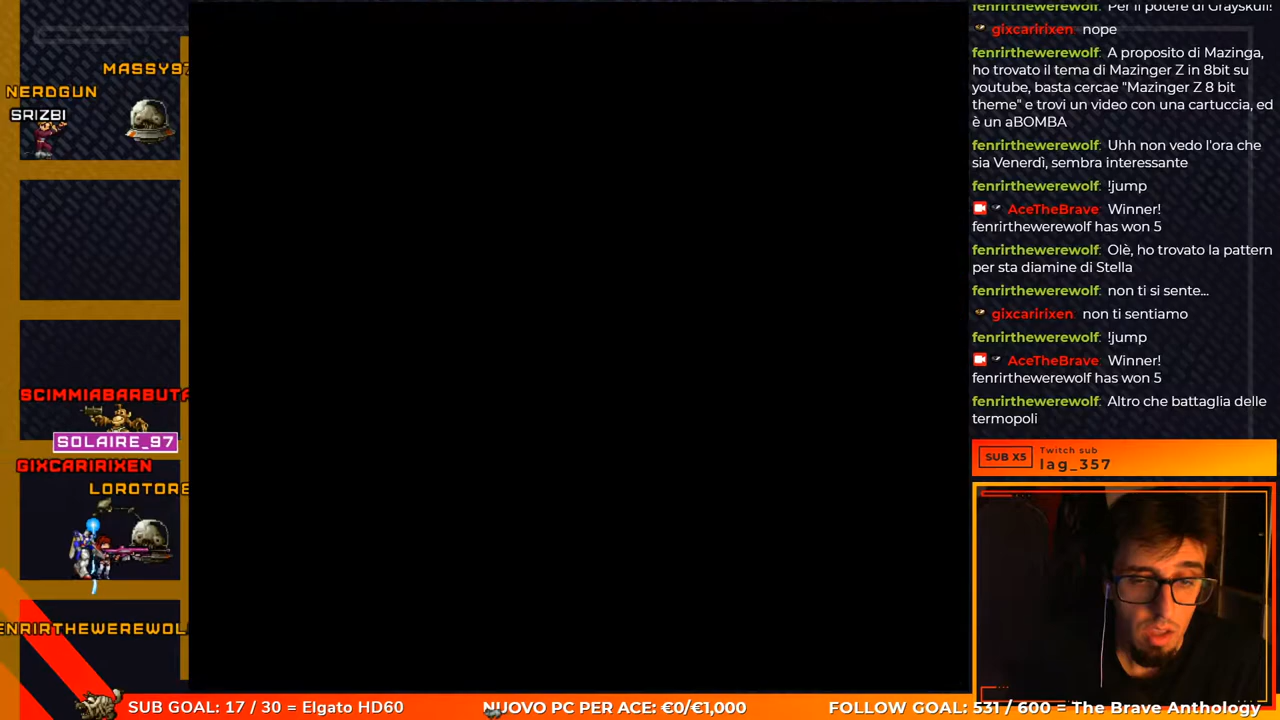 MASSY97
NERDGUN
SRIZBI
SCIMMIABARBUTA
SOLAIRE_97
GIXCARIRIXEN
LOROTORE
ENRIRTHEWEREWOL
fenrirthewerewolf: Per il potere di Grayskull!
gixcaririxen nope
fenrirthewerewolf: A proposito di Mazinga,
ho trovato il tema di Mazinger Z in 8bit su
youtube, basta cercae "Mazinger Z 8 bit
theme" e trovi un video con una cartuccia, ed
è un aBOMBA
fenrirthewerewolf: Uhh non vedo l'ora che
sia Venerdì, sembra interessante
fenrirthewerewolf: !jump
AceTheBrave: Winner!
fenrirthewerewolf has won 5
fenrirthewerewolf: Olè, ho trovato la pattern
per sta diamine di Stella
fenrirthewerewolf: non ti si sente...
gixcaririxen non ti sentiamo
fenrirthewerewolf: !jump
AceTheBrave: Winner!
fenrirthewerewolf has won 5
fenrirthewerewolf: Altro che battaglia delle
termopoli
SUB X5
Twitch sub
lag_357
SUB GOAL: 17 / 30 = Elgato HD60
NUOVO PC PER ACE: €0/€1,000
FOLLOW GOAL: 531 / 600 = The Brave Anthology